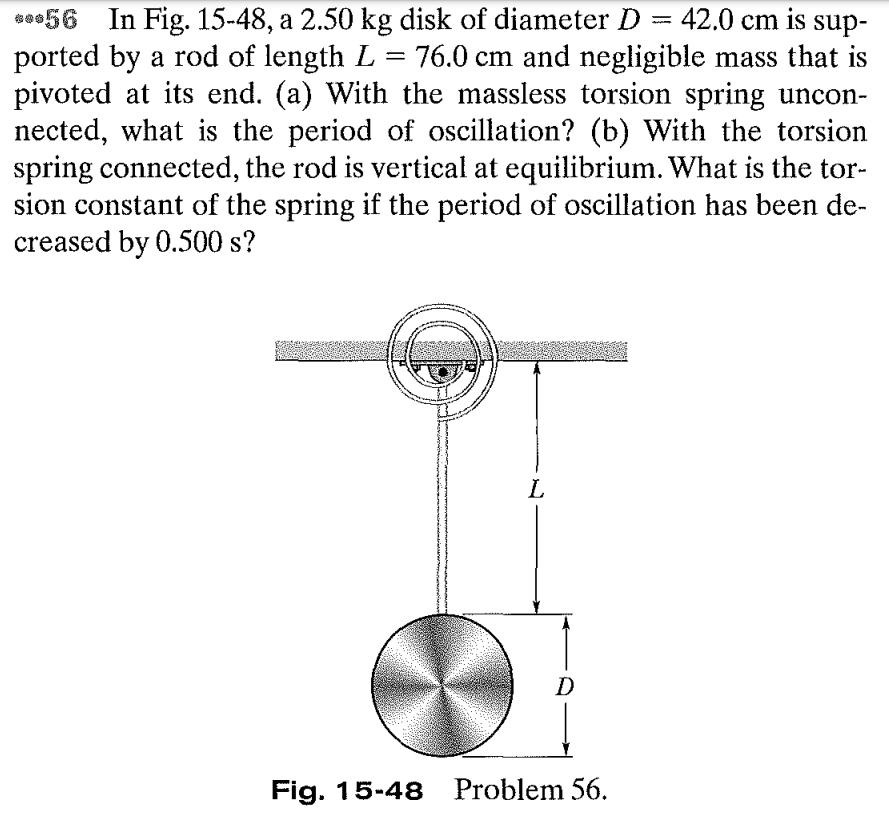 •••56 In Fig. 15-48, a 2.50 kg disk of diameter D = 42.0 cm is sup-
ported by a rod of length L = 76.0 cm and negligible mass that is
pivoted at its end. (a) With the massless torsion spring uncon-
nected, what is the period of oscillation? (b) With the torsion
spring connected, the rod is vertical at equilibrium. What is the tor-
sion constant of the spring if the period of oscillation has been de-
creased by 0.500 s?
L
D
Fig. 15-48 Problem 56.